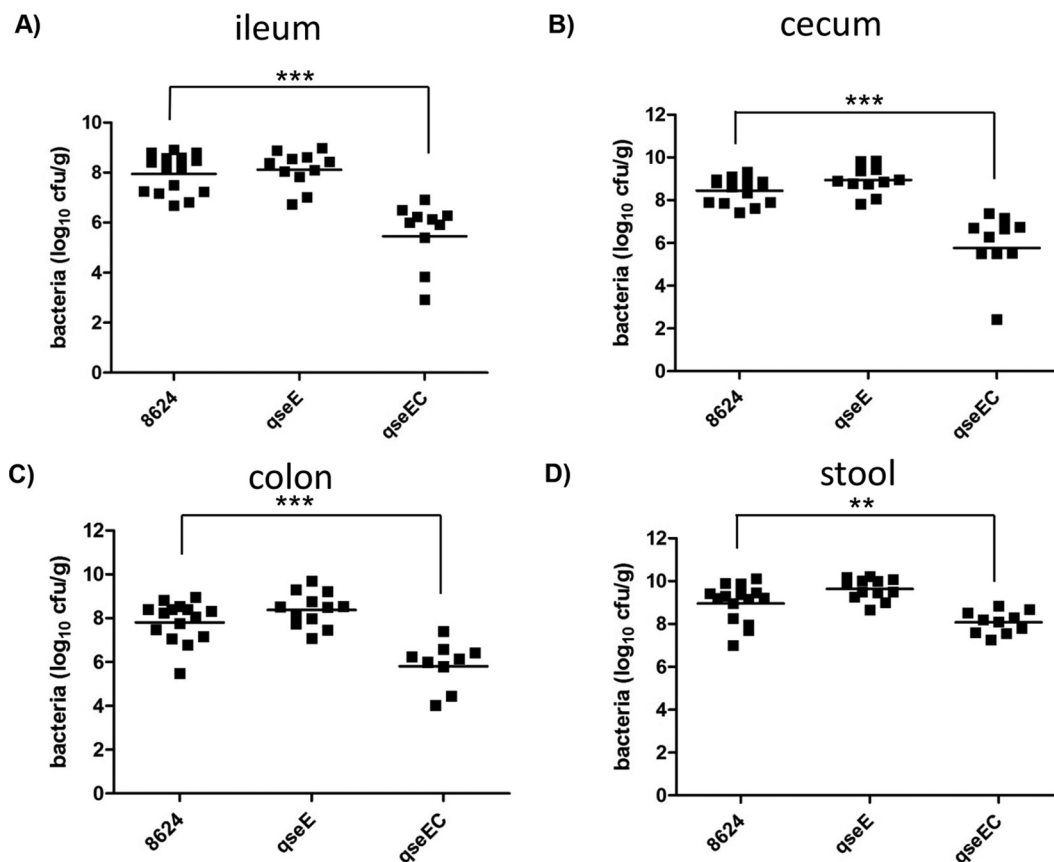 A)
ileum
***
bacteria (log10 cfu/g)
10
8
6
4
2
0
8624
qseE
qseEC
B)
cecum
***
bacteria (log10 cfu/g)
12
10
8
6
4
2
0
8624
qseE
qseEC
C)
colon
***
bacteria (log10 cfu/g)
12
10
8
6
4
2
0
8624
qseE
qseEC
D)
stool
**
bacteria (log10 cfu/g)
12
10
8
6
4
2
0
8624
qseE
qseEC